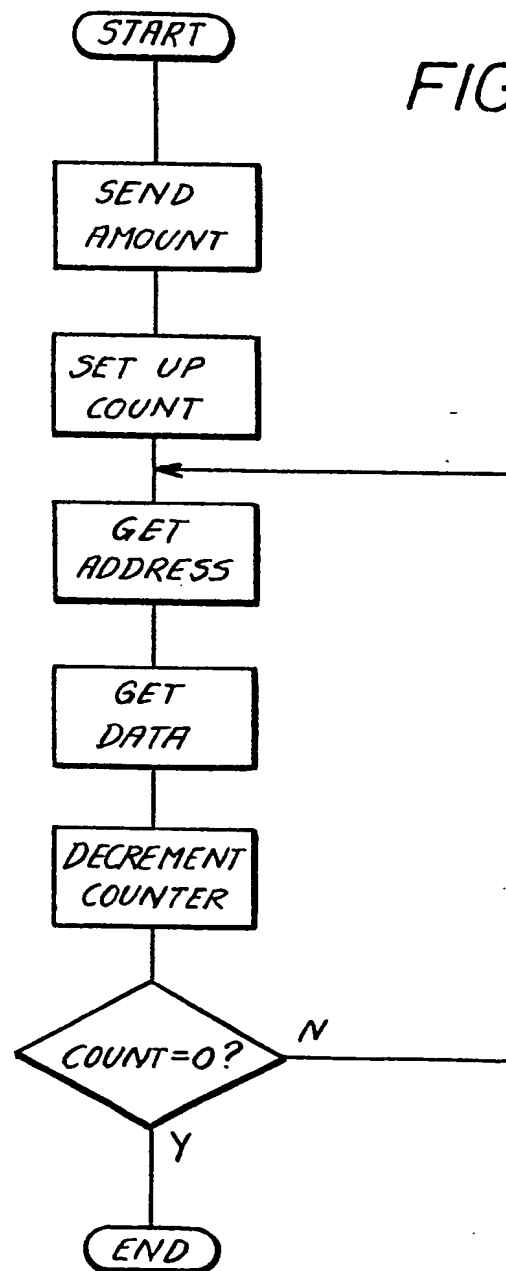 START
FIG
SEND
AMOUNT
SET UP
COUNT
GET
ADDRESS
GET
DATA
DECREMENT
COUNTER
COUNT=0?
N
Y
END